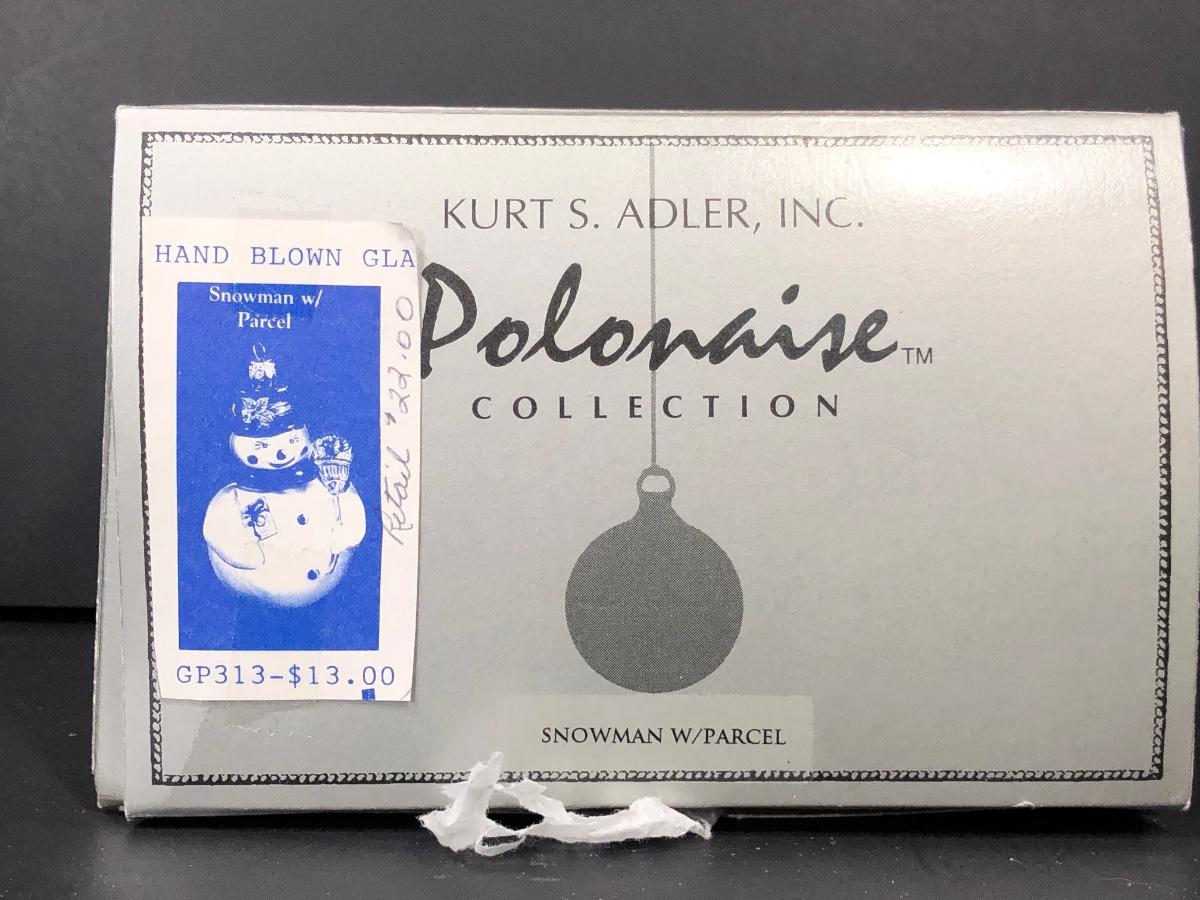 KURT S. ADLER, INC.
Polonaise™
COLLECTION
HAND BLOWN GLA
Snowman w/
Parcel
Retail $22.00
GP313-$13.00
SNOWMAN W/PARCEL